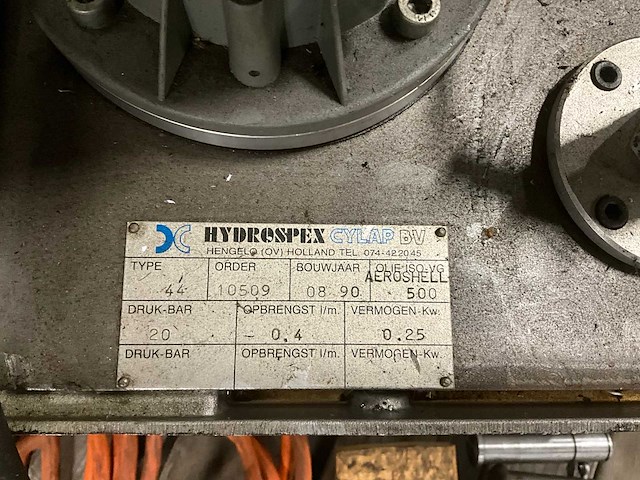 HYDROSPEX CYLAP BV
HENGELO (OV) HOLLAND TEL. 074-422045
TYPE ORDER BOUWJAAR OLIE-ISO-VG
44 10509 08 90 AEROSHELL 500
DRUK-BAR OPBRENGST l/m. VERMOGEN-Kw.
20 0,4 0.25
DRUK-BAR OPBRENGST l/m. VERMOGEN-Kw.